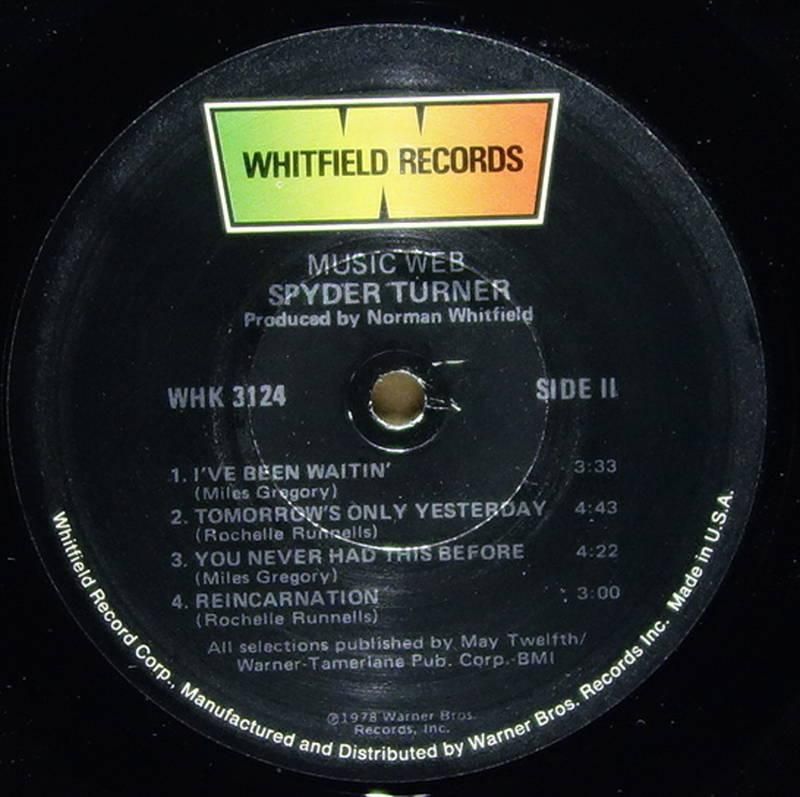 WHITFIELD RECORDS
MUSIC WEB
SPYDER TURNER
Produced by Norman Whitfield
WHK 3124
SIDE II
1. I'VE BEEN WAITIN' 3:33
(Miles Gregory)
2. TOMORROW'S ONLY YESTERDAY 4:43
(Rochelle Runnells)
3. YOU NEVER HAD THIS BEFORE 4:22
(Miles Gregory)
4. REINCARNATION 3:00
(Rochelle Runnells)
All selections published by May Twelfth/
Warner-Tamerlane Pub. Corp.-BMI
℗1978 Warner Bros.
Records, Inc.
Whitfield Record Corp., Manufactured and Distributed by Warner Bros. Records Inc. Made in U.S.A.